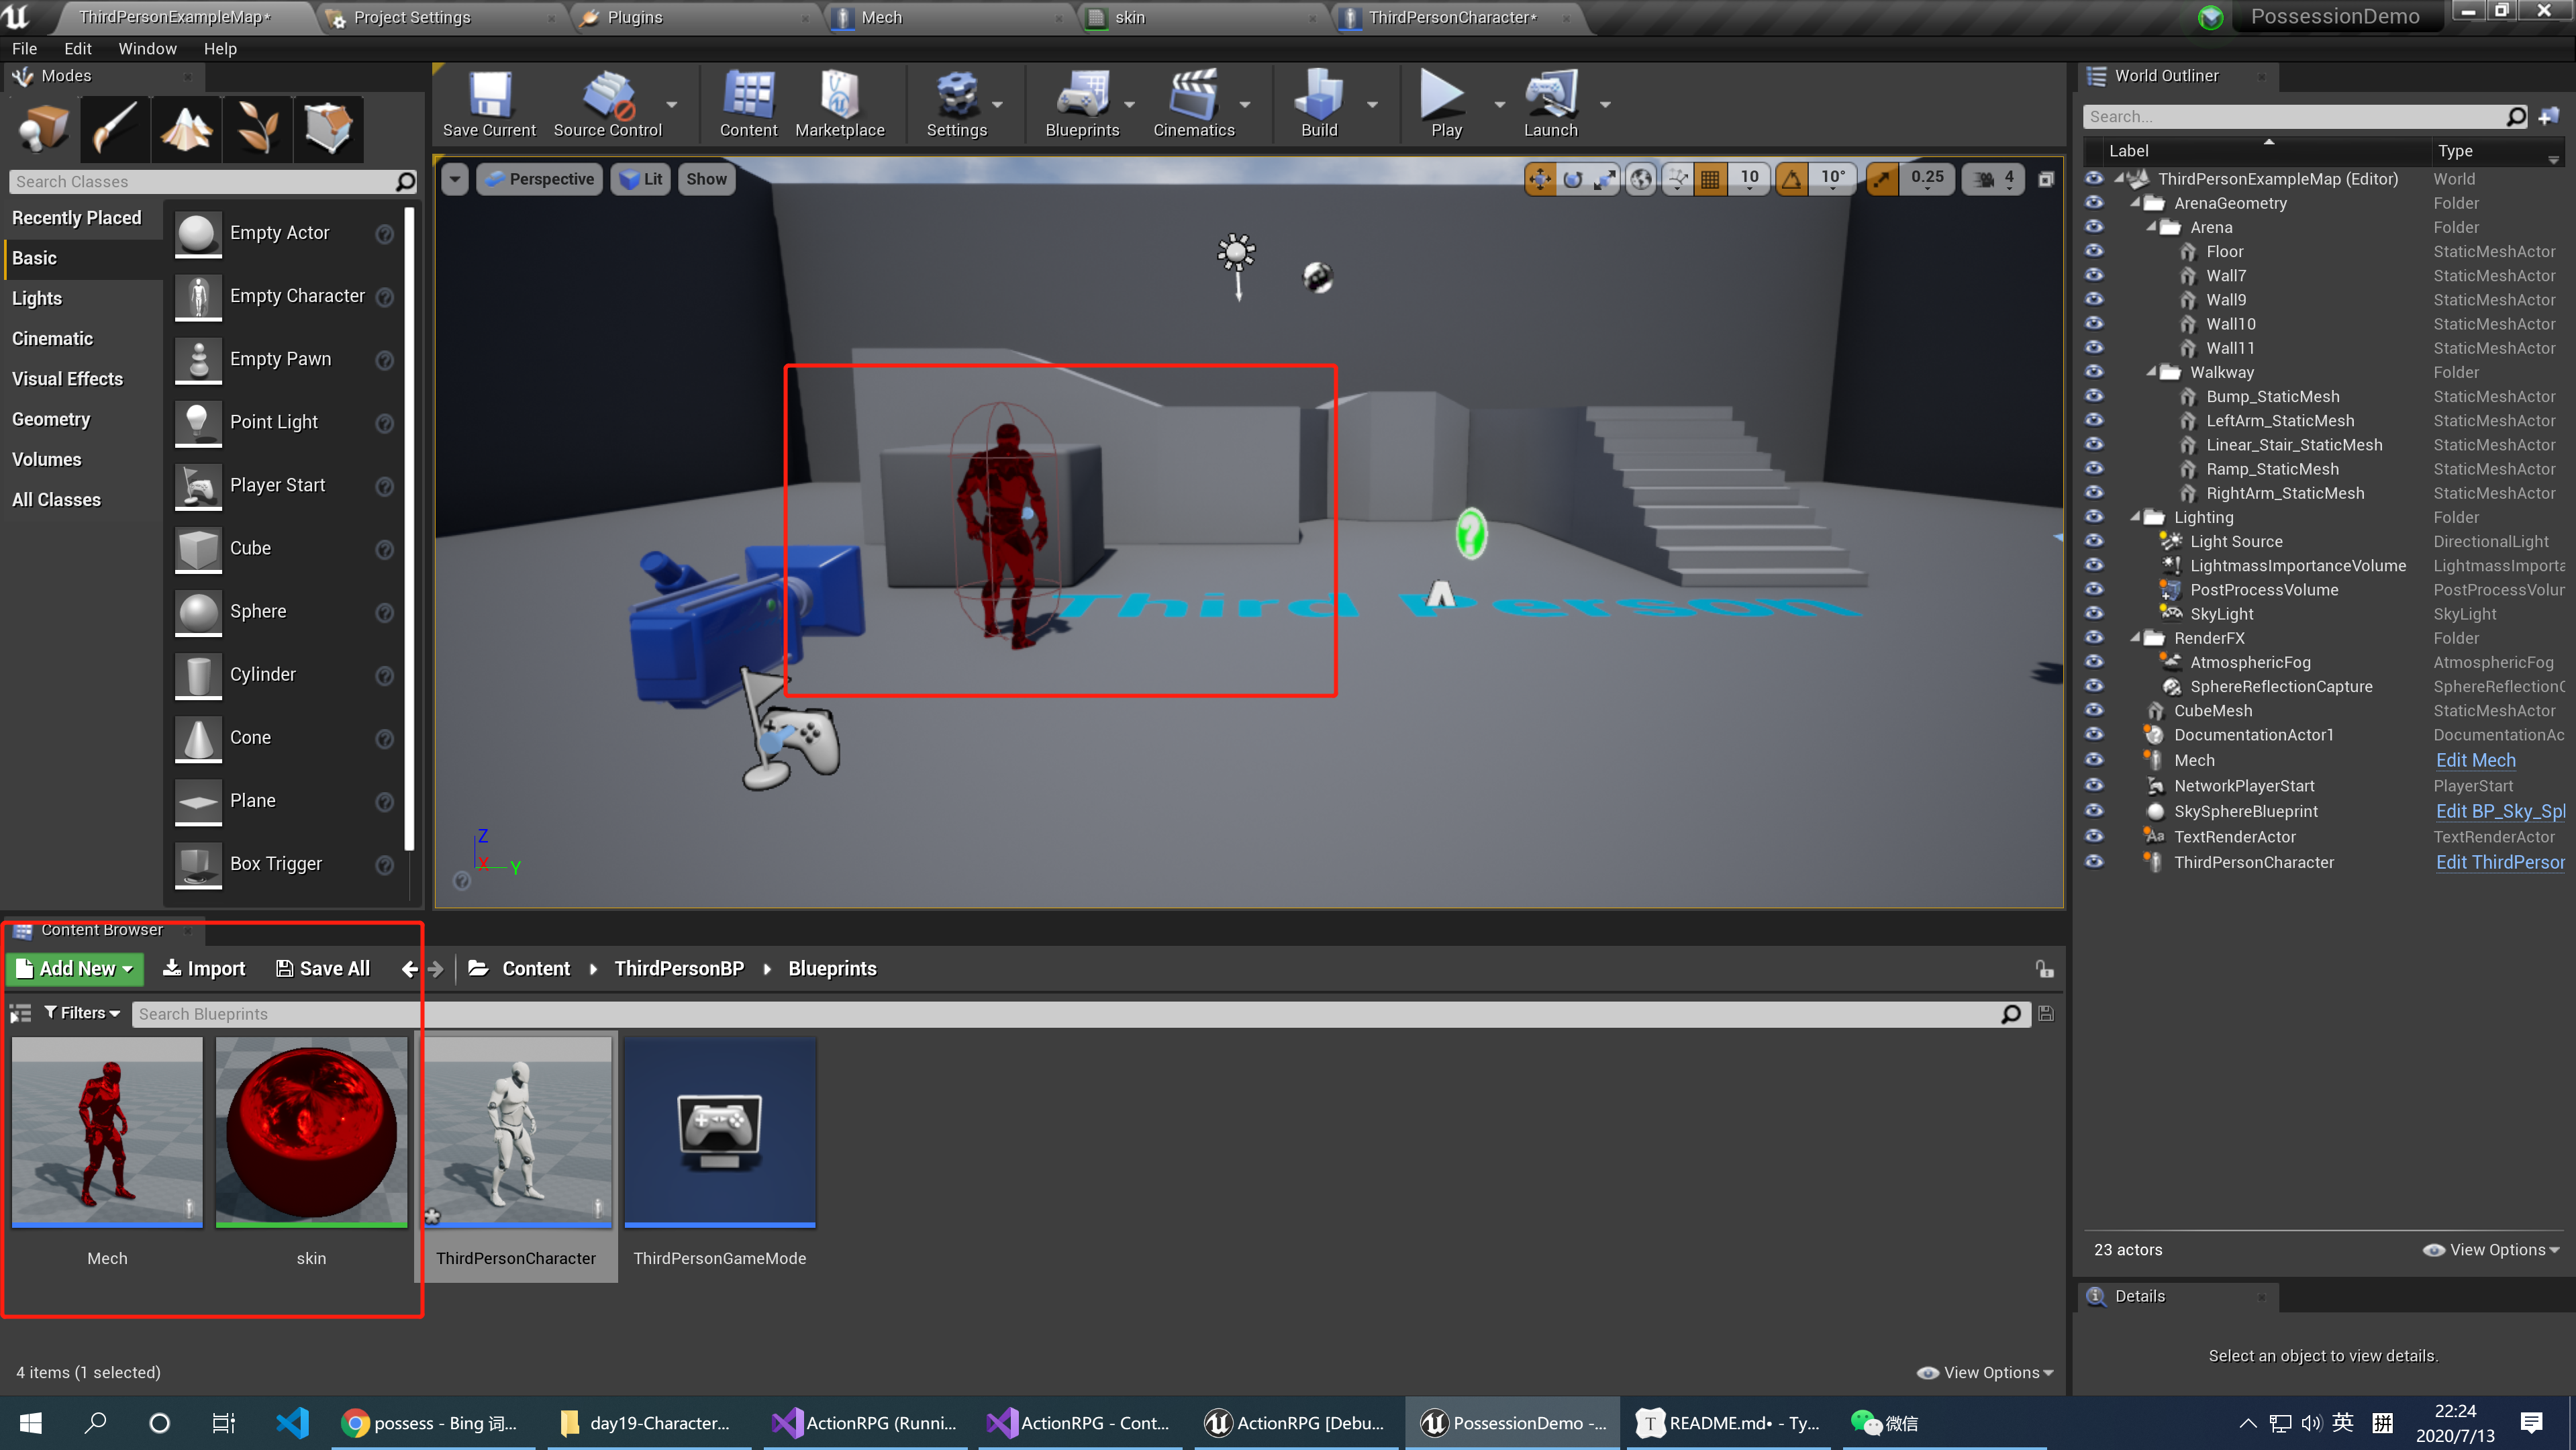 ThirdPersonExampleMap*
Project Settings
Plugins
Mech
skin
ThirdPersonCharacter*
PossessionDemo
File Edit Window Help
Modes
Search Classes
Recently Placed
Basic
Lights
Cinematic
Visual Effects
Geometry
Volumes
All Classes
Empty Actor
Empty Character
Empty Pawn
Point Light
Player Start
Cube
Sphere
Cylinder
Cone
Plane
Box Trigger
Save Current
Source Control
Content
Marketplace
Settings
Blueprints
Cinematics
Build
Play
Launch
Perspective
Lit
Show
10
10°
0.25
4
Third Person
Z
X
Y
World Outliner
Search...
Label Type
ThirdPersonExampleMap (Editor) World
ArenaGeometry Folder
Arena Folder
Floor StaticMeshActor
Wall7 StaticMeshActor
Wall9 StaticMeshActor
Wall10 StaticMeshActor
Wall11 StaticMeshActor
Walkway Folder
Bump_StaticMesh StaticMeshActor
LeftArm_StaticMesh StaticMeshActor
Linear_Stair_StaticMesh StaticMeshActor
Ramp_StaticMesh StaticMeshActor
RightArm_StaticMesh StaticMeshActor
Lighting Folder
Light Source DirectionalLight
LightmassImportanceVolume LightmassImporta
PostProcessVolume PostProcessVolur
SkyLight SkyLight
RenderFX Folder
AtmosphericFog AtmosphericFog
SphereReflectionCapture SphereReflectionC
CubeMesh StaticMeshActor
DocumentationActor1 DocumentationAc
Mech Edit Mech
NetworkPlayerStart PlayerStart
SkySphereBlueprint Edit BP_Sky_Spl
TextRenderActor TextRenderActor
ThirdPersonCharacter Edit ThirdPersor
23 actors
View Options
Details
Select an object to view details.
Content Browser
Add New Import Save All Content ThirdPersonBP Blueprints
Filters Search Blueprints
Mech
skin
ThirdPersonCharacter
ThirdPersonGameMode
4 items (1 selected)
View Options
possess - Bing 词...
day19-Character...
ActionRPG (Runni...
ActionRPG - Cont...
ActionRPG [Debu...
PossessionDemo -...
README.md• - Ty...
微信
英
拼
22:24
2020/7/13